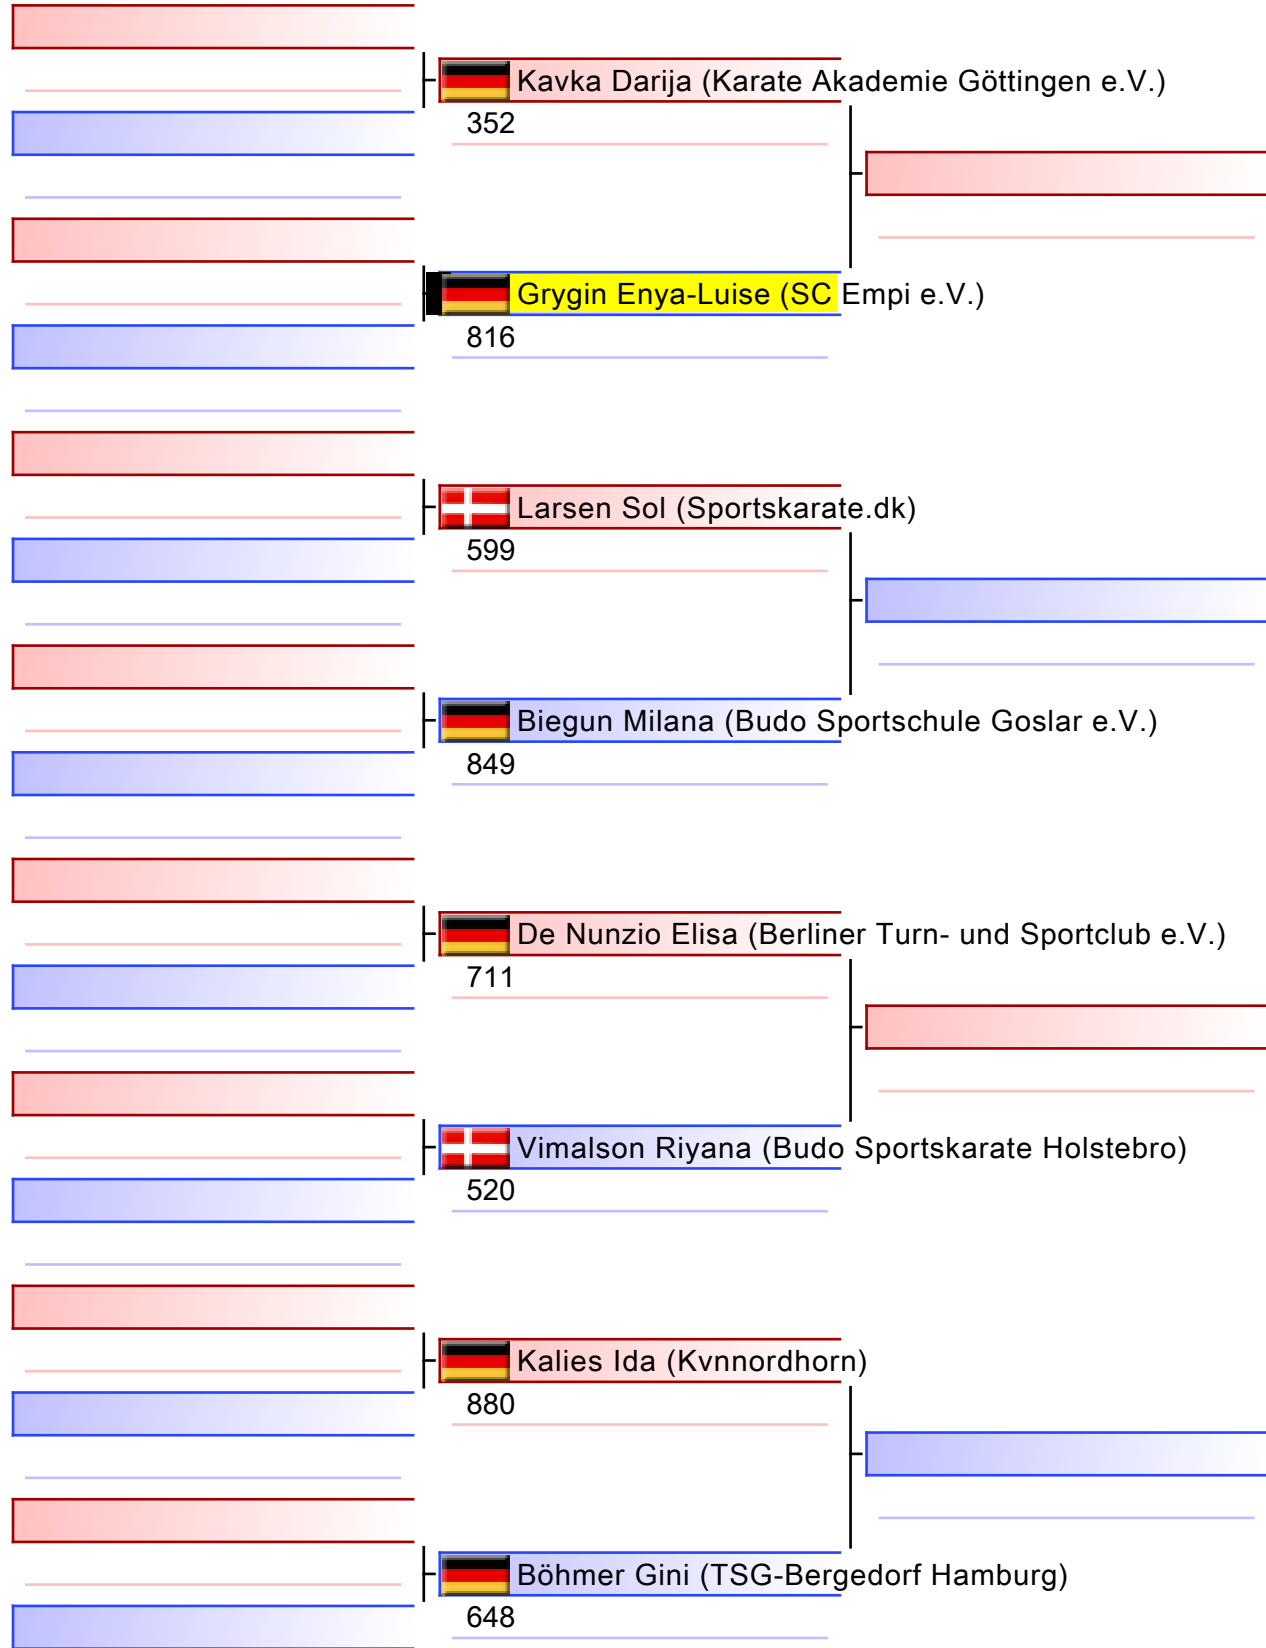 Kavka Darija (Karate Akademie Göttingen e.V.)
352
Grygin Enya-Luise (SC Empi e.V.)
816
Larsen Sol (Sportskarate.dk)
599
Biegun Milana (Budo Sportschule Goslar e.V.)
849
De Nunzio Elisa (Berliner Turn- und Sportclub e.V.)
711
Vimalson Riyana (Budo Sportskarate Holstebro)
520
Kalies Ida (Kvnnordhorn)
880
Böhmer Gini (TSG-Bergedorf Hamburg)
648